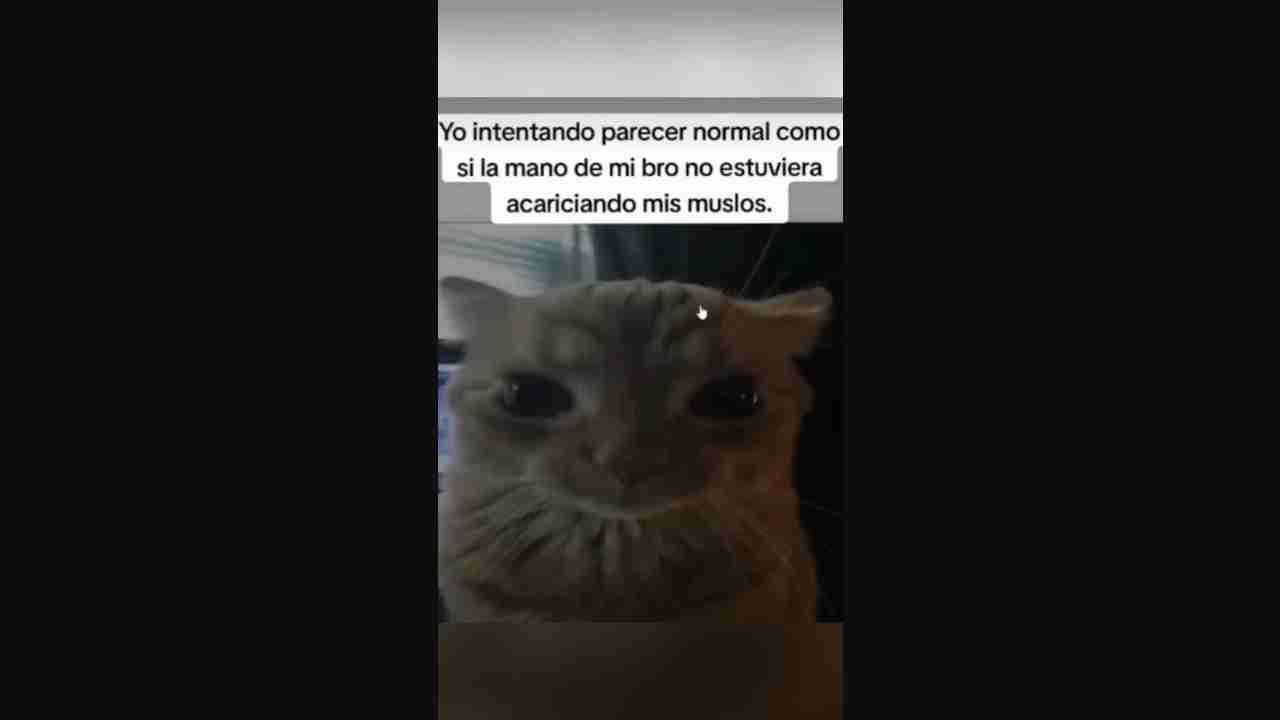 Yo intentando parecer normal como
si la mano de mi bro no estuviera
acariciando mis muslos.